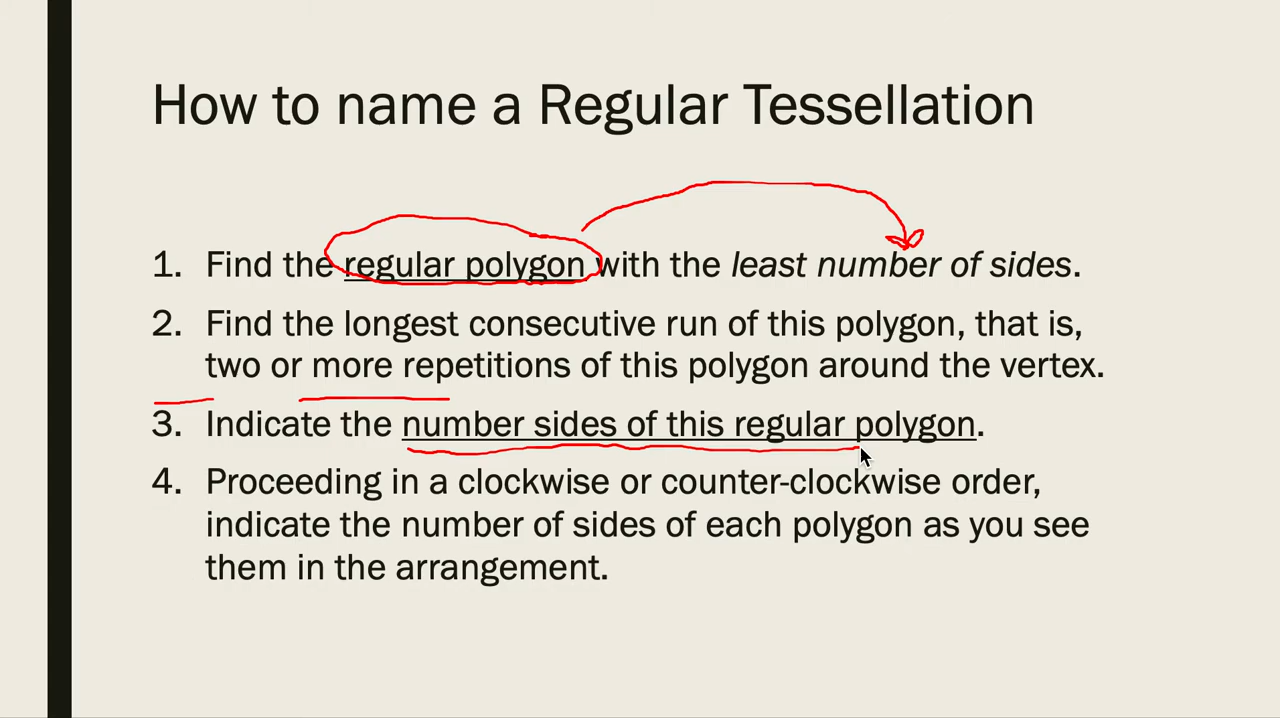 How to name a Regular Tessellation
1. Find the regular polygon with the least number of sides.
2. Find the longest consecutive run of this polygon, that is,
two or more repetitions of this polygon around the vertex.
3. Indicate the number sides of this regular polygon.
4. Proceeding in a clockwise or counter-clockwise order,
indicate the number of sides of each polygon as you see
them in the arrangement.